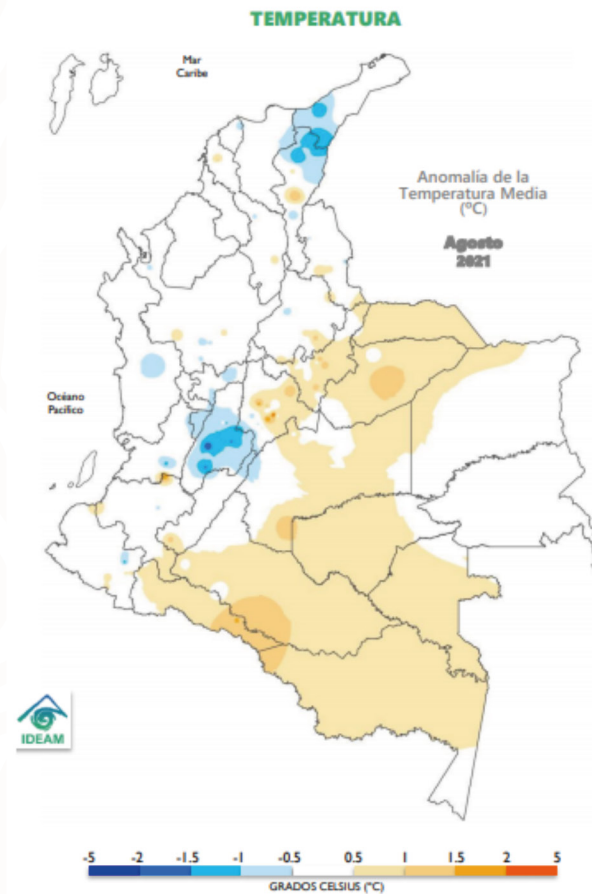 TEMPERATURA
Mar
Caribe
Anomalía de la
Temperatura Media
(ºC)
Agosto
2021
Océano
Pacífico
IDEAM
-5 -2 -1.5 -1 -0.5 0.5 1 1.5 2 5
GRADOS CELSIUS (ºC)